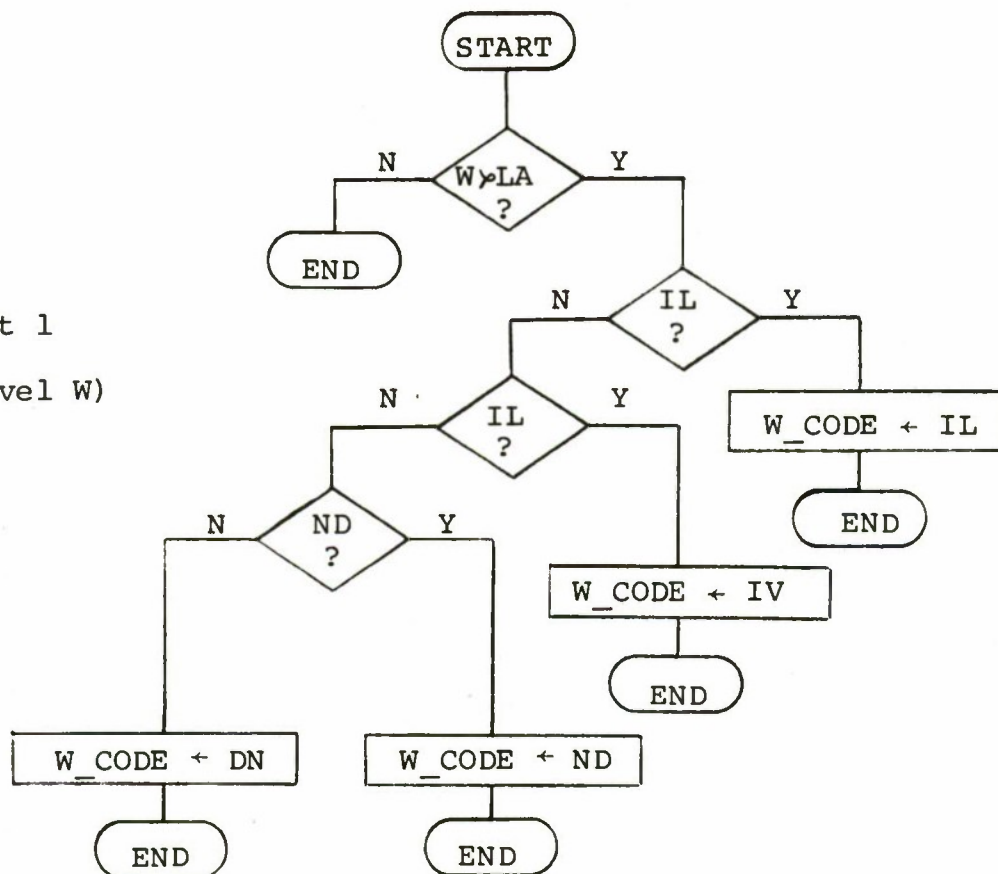 START
N
W≯LA
?
Y
END
t 1
N
IL
?
Y
vel W)
N
IL
?
Y
W_CODE ← IL
END
N
ND
?
Y
W_CODE ← IV
END
W_CODE ← DN
W_CODE ← ND
END
END